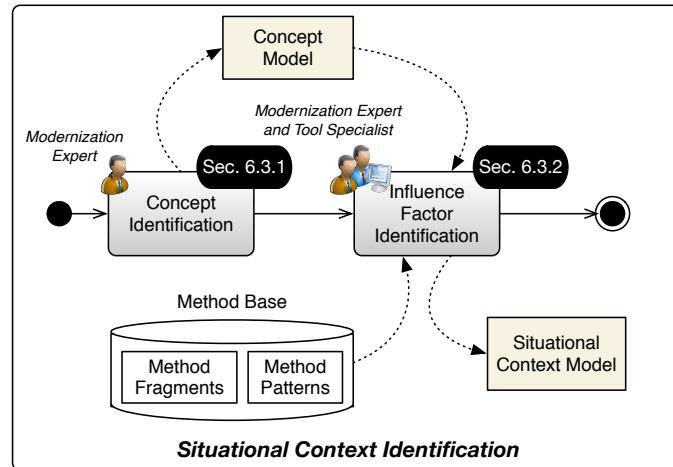 Concept
Model
Modernization Expert
and Tool Specialist
Modernization
Expert
Sec. 6.3.1
Sec. 6.3.2
Concept
Identification
Influence
Factor
Identification
Method Base
Method
Fragments
Method
Patterns
Situational
Context Model
Situational Context Identification